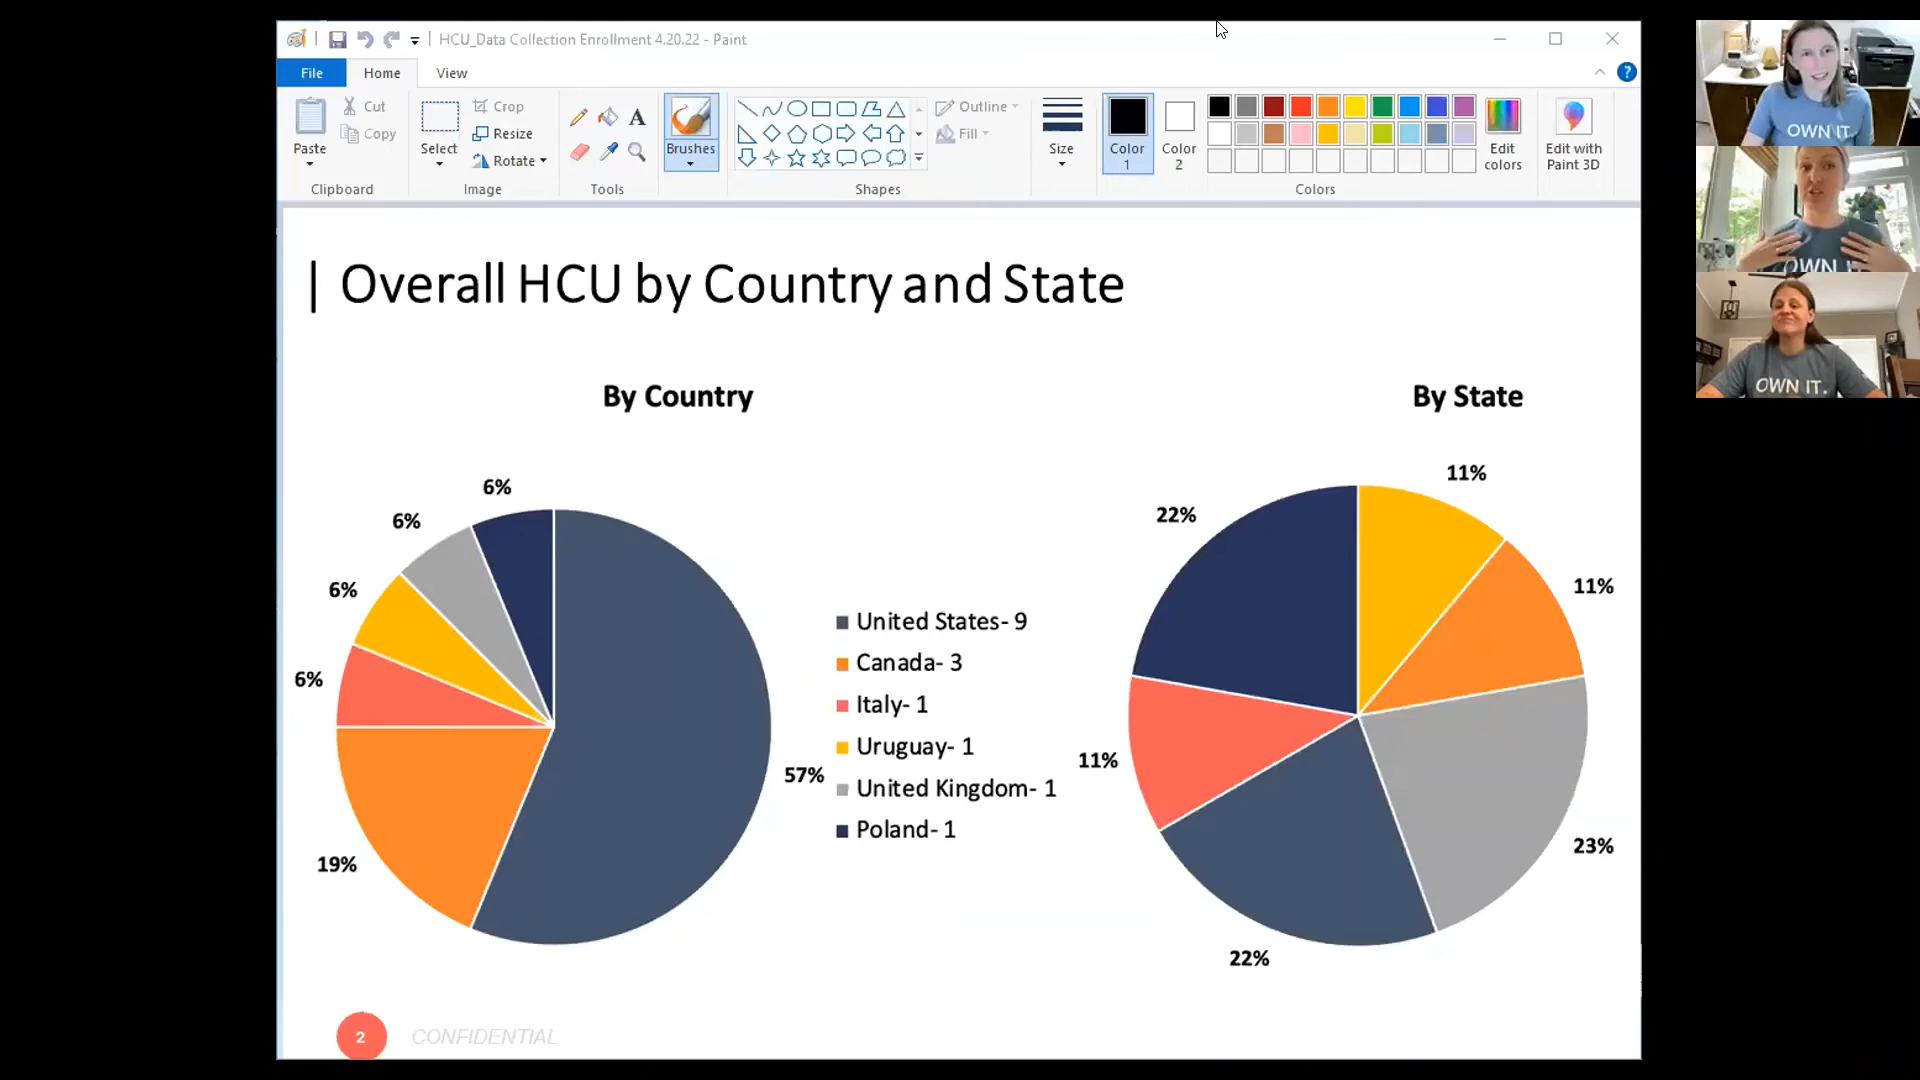 HCU_Data Collection Enrollment 4.20.22 - Paint
File Home View
Paste
Cut
Copy
Clipboard
Select
Crop
Resize
Rotate
Image
A
Tools
Brushes
Shapes
Outline
Fill
Size
Color 1
Color 2
Colors
Edit colors
Edit with Paint 3D
?
OWN IT.
OWN IT
OWN IT.
| Overall HCU by Country and State
By Country
6%
6%
6%
6%
19%
57%
United States- 9
Canada- 3
Italy- 1
Uruguay- 1
United Kingdom- 1
Poland- 1
By State
11%
11%
23%
22%
11%
22%
2
CONFIDENTIAL